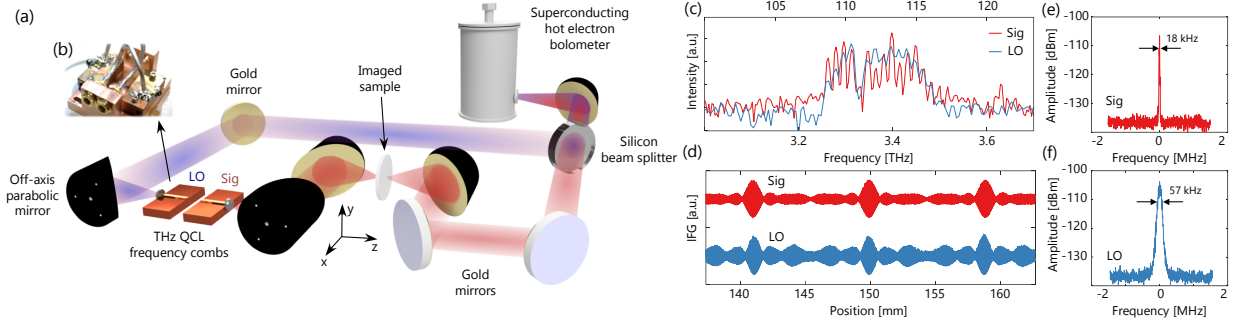 (a)
(b)
Gold
mirror
Imaged
sample
Superconducting
hot electron
bolometer
Silicon
beam splitter
Off-axis
parabolic
mirror
LO
Sig
THz QCL
frequency combs
y
z
x
Gold
mirrors
(c)
105 110 115 120
Intensity [a.u.]
Sig
LO
3.2 3.4 3.6
Frequency [THz]
(d)
IFG [a.u.]
Sig
LO
140 145 150 155 160
Position [mm]
(e)
-100
-110
-120
-130
Amplitude [dBm]
18 kHz
Sig
-2 0 2
Frequency [MHz]
(f)
-100
-110
-120
-130
Amplitude [dBm]
57 kHz
LO
-2 0 2
Frequency [MHz]